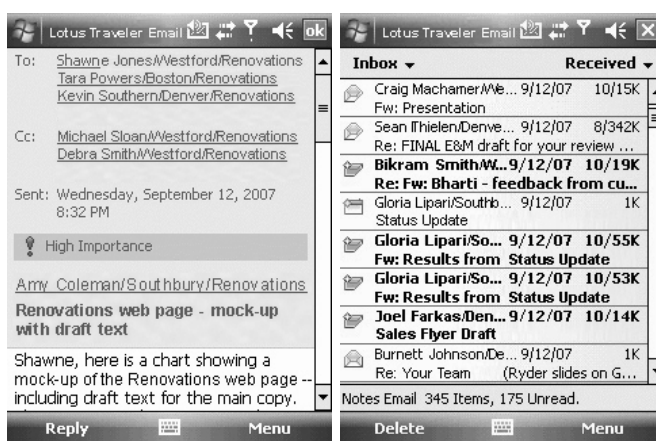 Lotus Traveler Email ok
To: Shawne Jones/Westford/Renovations
Tara Powers/Boston/Renovations
Kevin Southern/Denver/Renovations
Cc: Michael Sloan/Westford/Renovations
Debra Smith/Westford/Renovations
Sent: Wednesday, September 12, 2007
8:32 PM
High Importance
Amy Coleman/Southbury/Renovations
Renovations web page - mock-up
with draft text
Shawne, here is a chart showing a
mock-up of the Renovations web page --
including draft text for the main copy.
Reply Menu
Lotus Traveler Email
Inbox Received
Craig Machamer/We... 9/12/07 10/15K
Fw: Presentation
Sean Thielen/Denve... 9/12/07 8/342K
Re: FINAL E&M draft for your review ...
Bikram Smith/W... 9/12/07 10/19K
Re: Fw: Bharti - feedback from cu...
Gloria Lipari/Southb... 9/12/07 1K
Status Update
Gloria Lipari/So... 9/12/07 10/55K
Fw: Results from Status Update
Gloria Lipari/So... 9/12/07 10/53K
Fw: Results from Status Update
Joel Farkas/Den... 9/12/07 10/14K
Sales Flyer Draft
Burnett Johnson/De... 9/12/07 1K
Re: Your Team (Ryder slides on G...
Notes Email 345 Items, 175 Unread.
Delete Menu